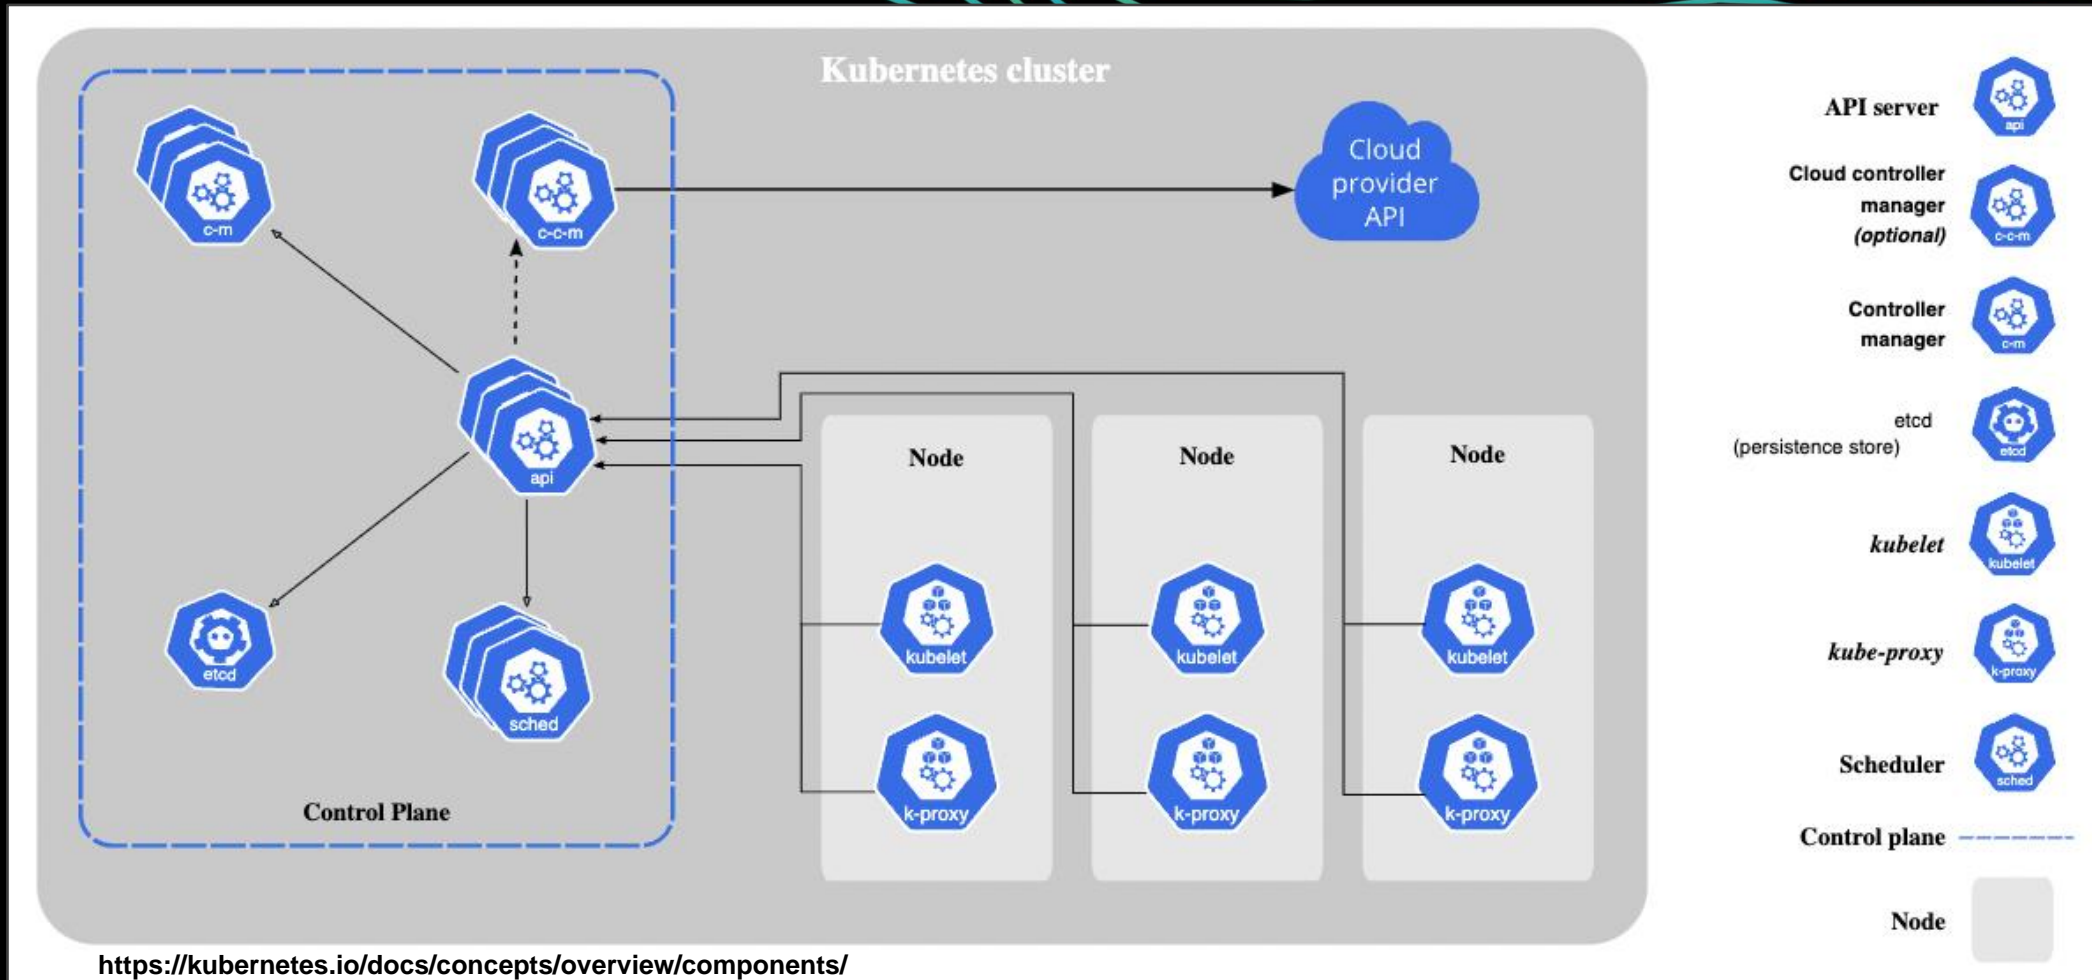 Kubernetes cluster
c-m
c-c-m
Cloud
provider
API
api
etcd
sched
Control Plane
Node
kubelet
k-proxy
Node
kubelet
k-proxy
Node
kubelet
k-proxy
API server
api
Cloud controller
manager
(optional)
c-c-m
Controller
manager
c-m
etcd
(persistence store)
etcd
kubelet
kubelet
kube-proxy
k-proxy
Scheduler
sched
Control plane
Node
https://kubernetes.io/docs/concepts/overview/components/